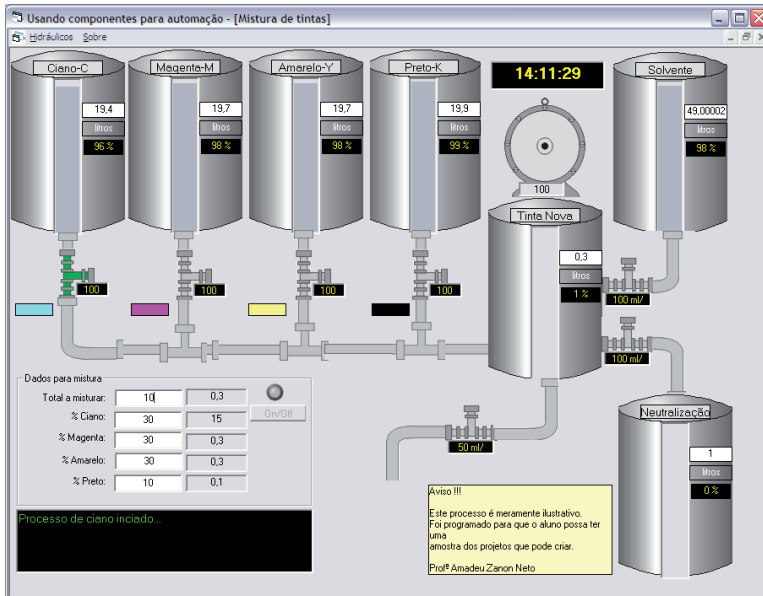 Usando componentes para automação - [Mistura de tintas]
Hidráulicos Sobre
Ciano-C
19,4
litros
96 %
100
Magenta-M
19,7
litros
98 %
100
Amarelo-Y
19,7
litros
98 %
100
Preto-K
19,9
litros
99 %
100
14:11:29
100
Solvente
49,00002
litros
98 %
100 ml/
Tinta Nova
0,3
litros
1 %
100 ml/
50 ml/
Neutralização
1
litros
0 %
Dados para mistura
Total a misturar: 10 0,3
% Ciano: 30 15
On/Off
% Magenta: 30 0,3
% Amarelo: 30 0,3
% Preto: 10 0,1
Processo de ciano inciado...
Aviso !!!
Este processo é meramente ilustrativo.
Foi programado para que o aluno possa ter
uma
amostra dos projetos que pode criar.
Profª Amadeu Zanon Neto